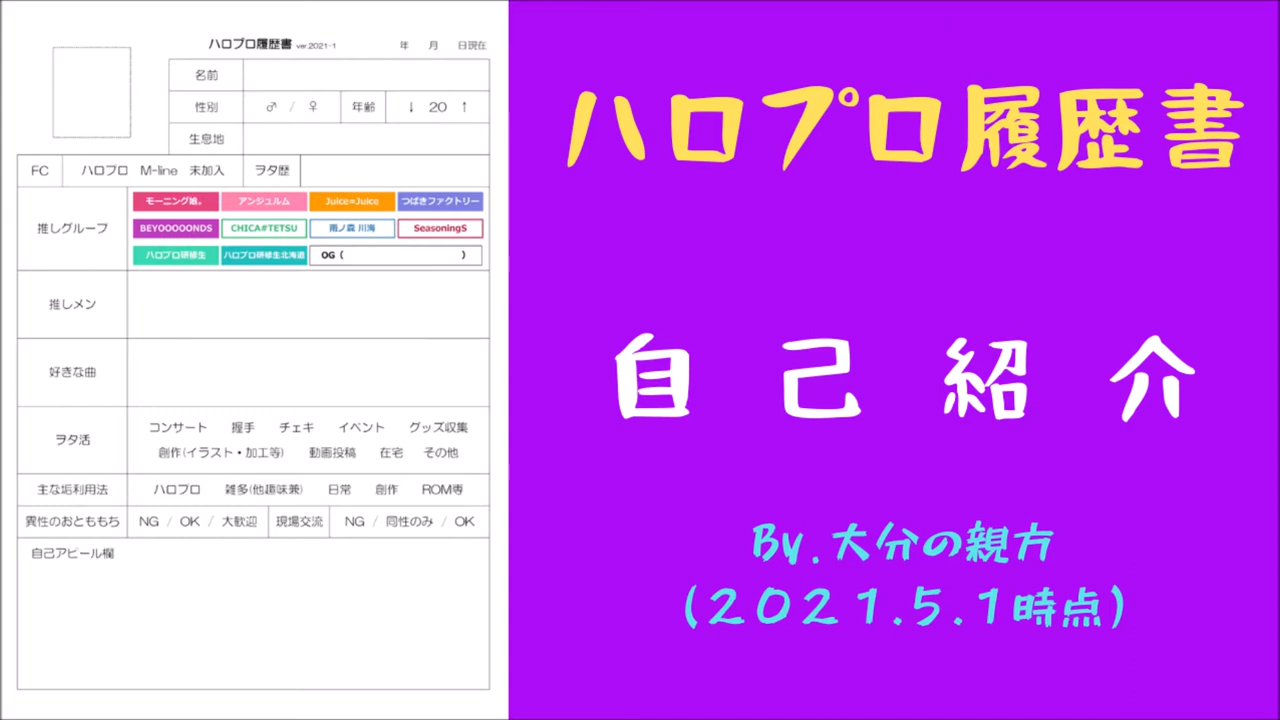 ハロプロ履歴書 ver.2021-1 年 月 日現在
名前
性別 ♂ / ♀ 年齢 ↓ 20 ↑
生息地
FC ハロプロ M-line 未加入 ヲタ歴
推しグループ
モーニング娘。 アンジュルム Juice=Juice つばきファクトリー
BEYOOOOONDS CHICA#TETSU 雨ノ森 川海 SeasoningS
ハロプロ研修生 ハロプロ研修生北海道 OG ( )
推しメン
好きな曲
ヲタ活
コンサート 握手 チェキ イベント グッズ収集
創作(イラスト・加工等) 動画投稿 在宅 その他
主な垢利用法 ハロプロ 雑多(他趣味兼) 日常 創作 ROM専
異性のおともも​ち NG / OK / 大歓迎 現場交流 NG / 同性のみ / OK
自己アピール欄
ハロプロ履歴書
自己紹介
By.大分の親方
(2021.5.1時点)